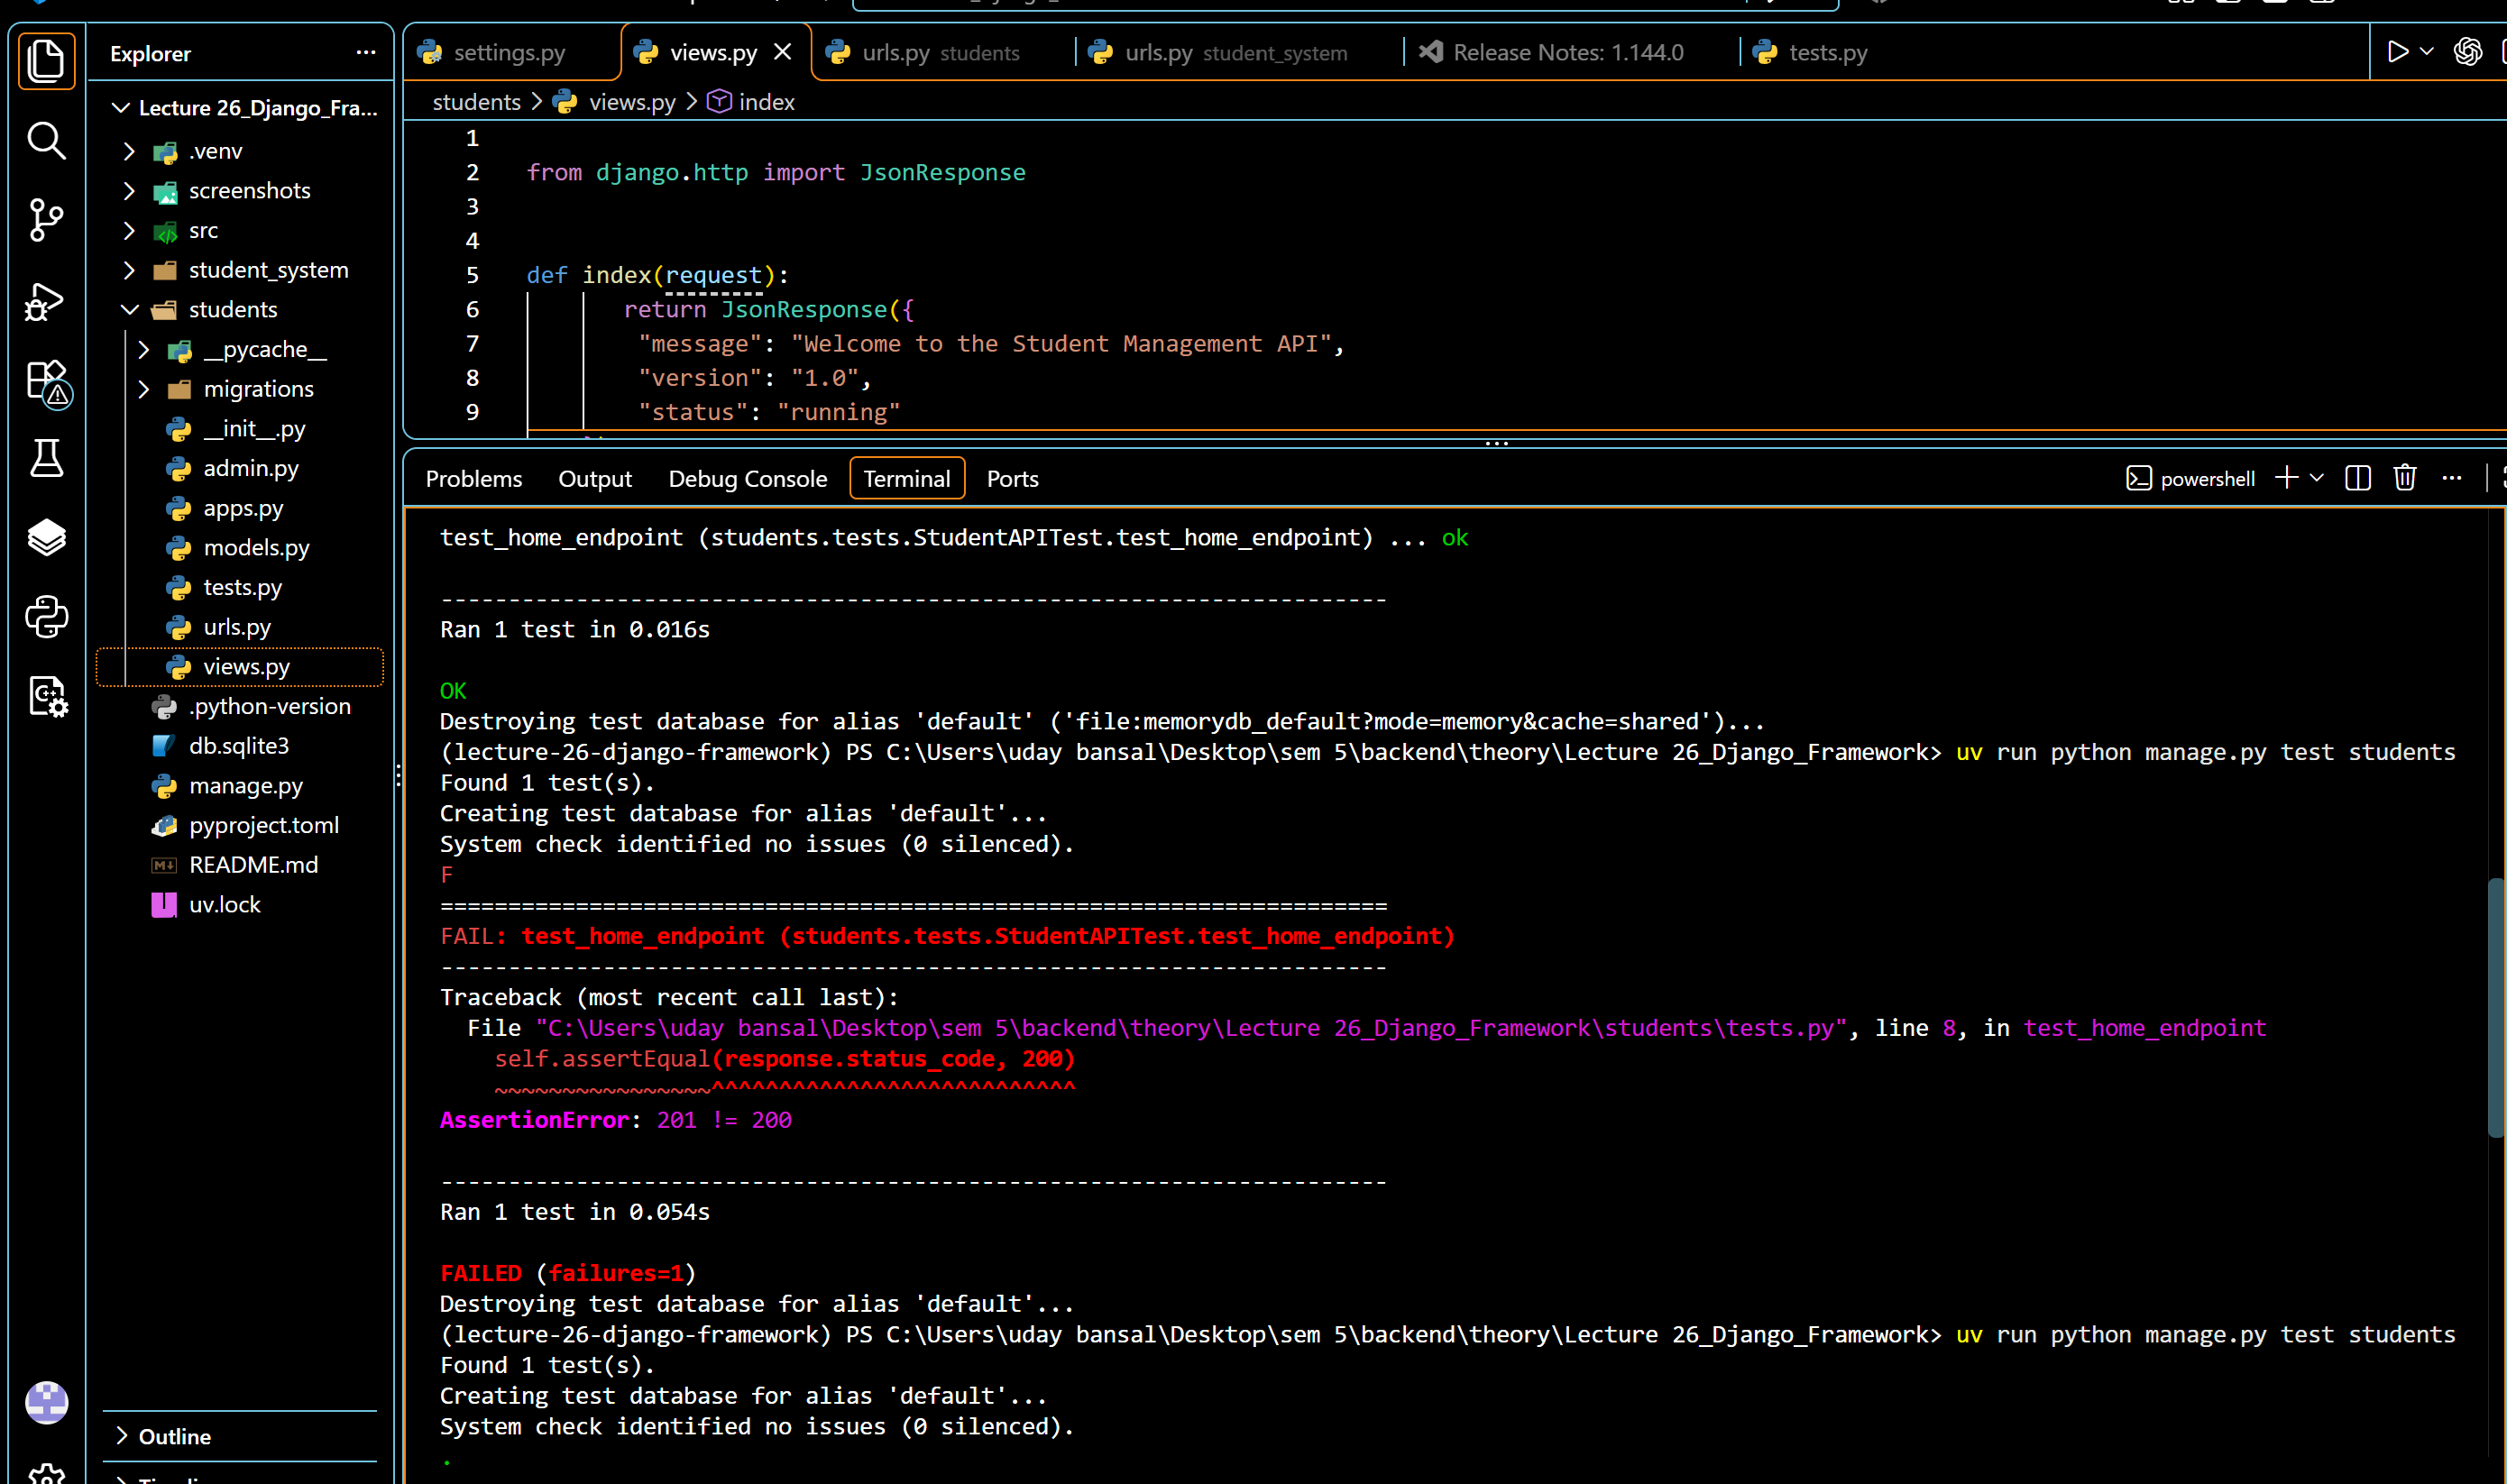 Explorer
settings.py
views.py
urls.py students
urls.py student_system
Release Notes: 1.144.0
tests.py
students > views.py > index
Lecture 26_Django_Fra...
.venv
screenshots
src
student_system
students
__pycache__
migrations
__init__.py
admin.py
apps.py
models.py
tests.py
urls.py
views.py
.python-version
db.sqlite3
manage.py
pyproject.toml
README.md
uv.lock
Outline
1
2 from django.http import JsonResponse
3
4
5 def index(request):
6 return JsonResponse({
7 "message": "Welcome to the Student Management API",
8 "version": "1.0",
9 "status": "running"
Problems Output Debug Console Terminal Ports
powershell
test_home_endpoint (students.tests.StudentAPITest.test_home_endpoint) ... ok
----------------------------------------------------------------------
Ran 1 test in 0.016s
OK
Destroying test database for alias 'default' ('file:memorydb_default?mode=memory&cache=shared')...
(lecture-26-django-framework) PS C:\Users\uday bansal\Desktop\sem 5\backend\theory\Lecture 26_Django_Framework> uv run python manage.py test students
Found 1 test(s).
Creating test database for alias 'default'...
System check identified no issues (0 silenced).
F
======================================================================
FAIL: test_home_endpoint (students.tests.StudentAPITest.test_home_endpoint)
----------------------------------------------------------------------
Traceback (most recent call last):
File "C:\Users\uday bansal\Desktop\sem 5\backend\theory\Lecture 26_Django_Framework\students\tests.py", line 8, in test_home_endpoint
self.assertEqual(response.status_code, 200)
~~~~~~~~~~~~~~~~^^^^^^^^^^^^^^^^^^^^^^^^^^^
AssertionError: 201 != 200
----------------------------------------------------------------------
Ran 1 test in 0.054s
FAILED (failures=1)
Destroying test database for alias 'default'...
(lecture-26-django-framework) PS C:\Users\uday bansal\Desktop\sem 5\backend\theory\Lecture 26_Django_Framework> uv run python manage.py test students
Found 1 test(s).
Creating test database for alias 'default'...
System check identified no issues (0 silenced).
.